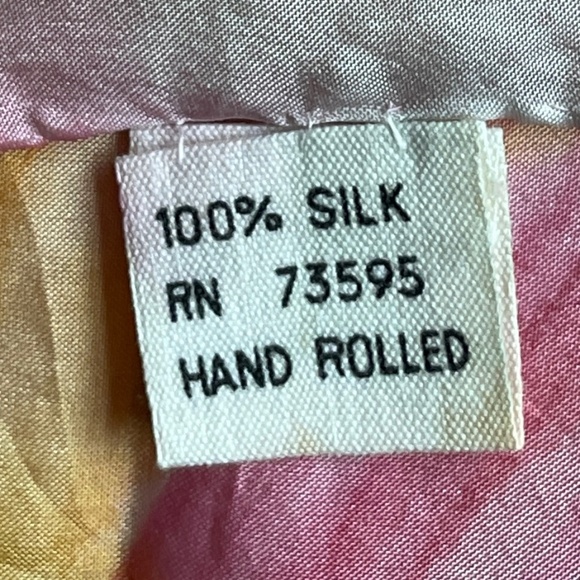 100% SILK
RN 73595
HAND ROLLED